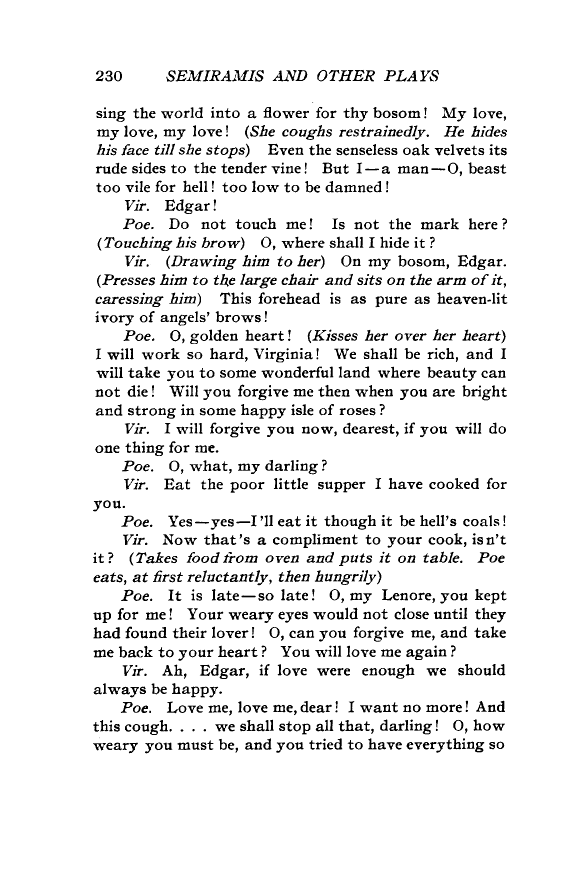 230 SEMIRAMIS AND OTHER PLAYS
sing the world into a flower for thy bosom! My love,
my love, my love! (She coughs restrainedly. He hides
his face till she stops) Even the senseless oak velvets its
rude sides to the tender vine! But I—a man—O, beast
too vile for hell! too low to be damned!
Vir. Edgar!
Poe. Do not touch me! Is not the mark here?
(Touching his brow) O, where shall I hide it?
Vir. (Drawing him to her) On my bosom, Edgar.
(Presses him to the large chair and sits on the arm of it,
caressing him) This forehead is as pure as heaven-lit
ivory of angels' brows!
Poe. O, golden heart! (Kisses her over her heart)
I will work so hard, Virginia! We shall be rich, and I
will take you to some wonderful land where beauty can
not die! Will you forgive me then when you are bright
and strong in some happy isle of roses?
Vir. I will forgive you now, dearest, if you will do
one thing for me.
Poe. O, what, my darling?
Vir. Eat the poor little supper I have cooked for
you.
Poe. Yes—yes—I'll eat it though it be hell's coals!
Vir. Now that's a compliment to your cook, isn't
it? (Takes food from oven and puts it on table. Poe
eats, at first reluctantly, then hungrily)
Poe. It is late—so late! O, my Lenore, you kept
up for me! Your weary eyes would not close until they
had found their lover! O, can you forgive me, and take
me back to your heart? You will love me again?
Vir. Ah, Edgar, if love were enough we should
always be happy.
Poe. Love me, love me, dear! I want no more! And
this cough. . . . we shall stop all that, darling! O, how
weary you must be, and you tried to have everything so